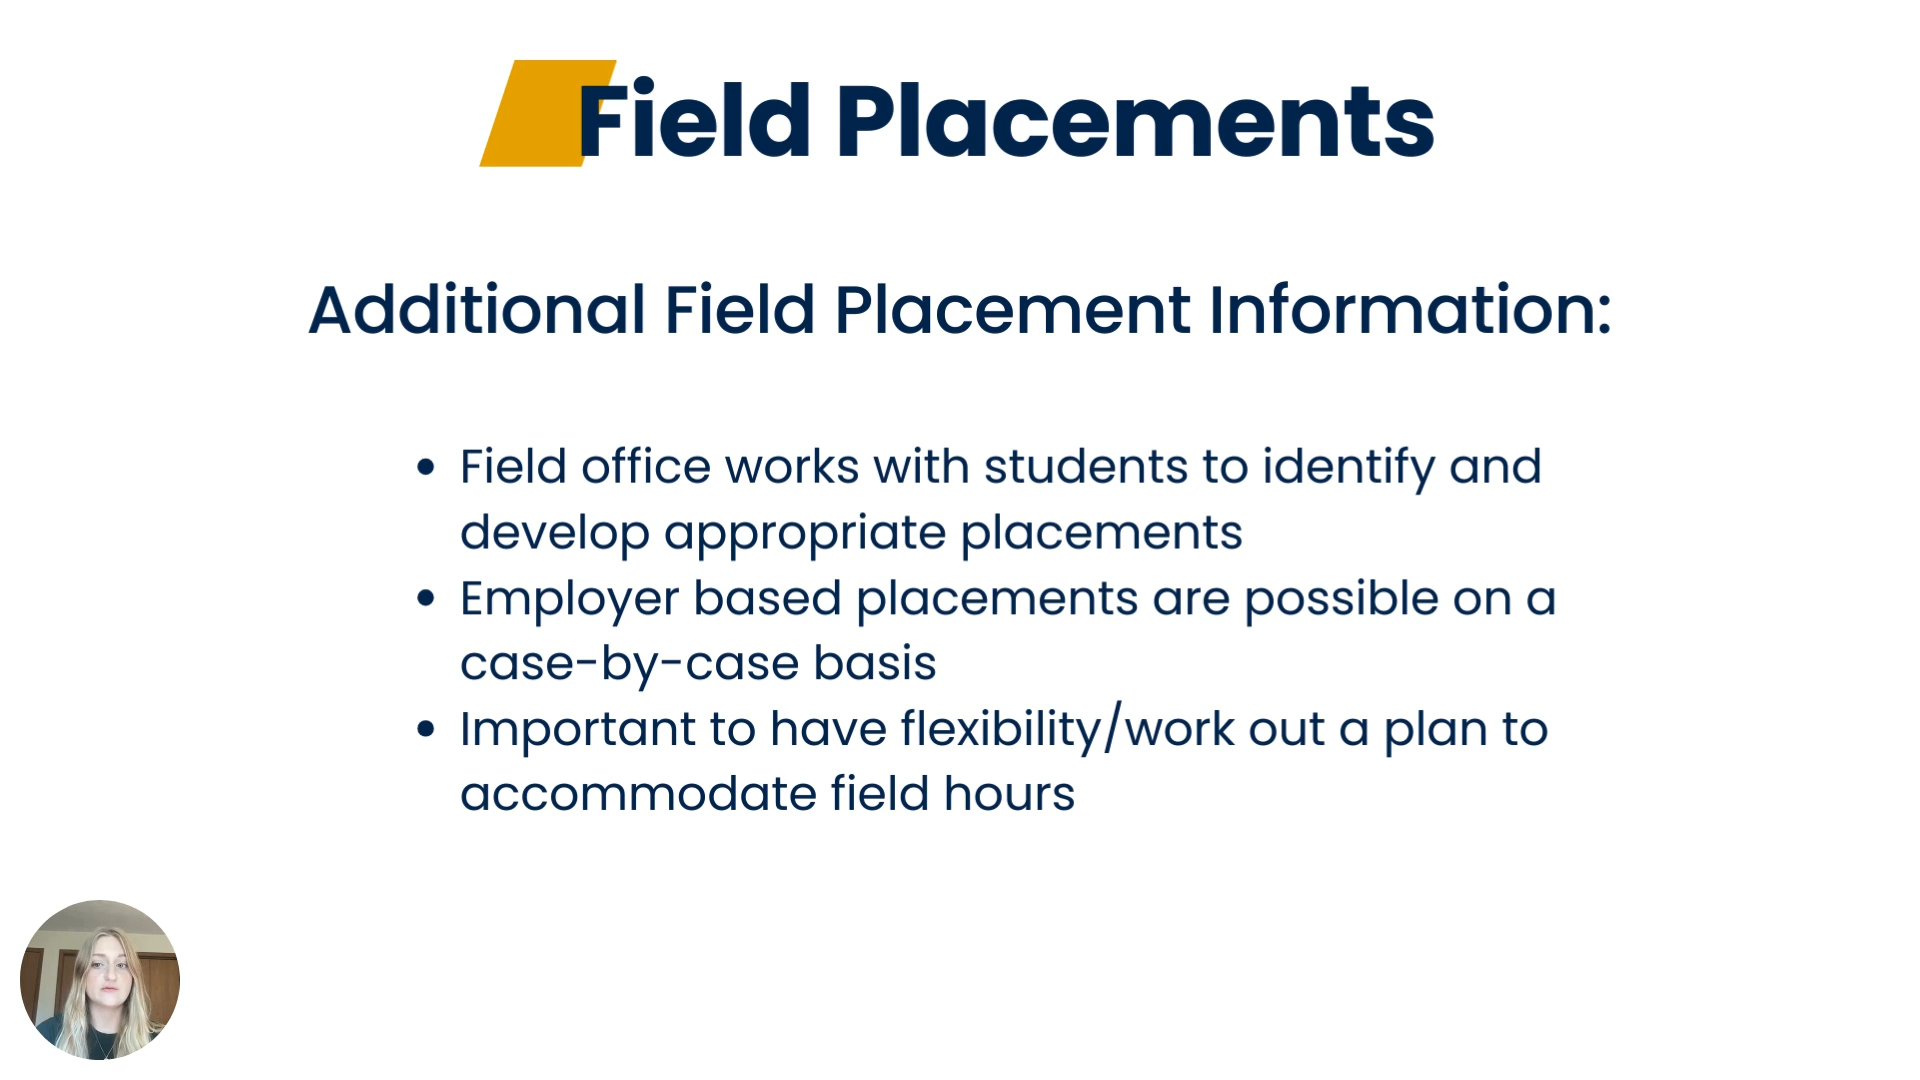 Field Placements
Additional Field Placement Information:
• Field office works with students to identify and
develop appropriate placements
• Employer based placements are possible on a
case-by-case basis
• Important to have flexibility/work out a plan to
accommodate field hours